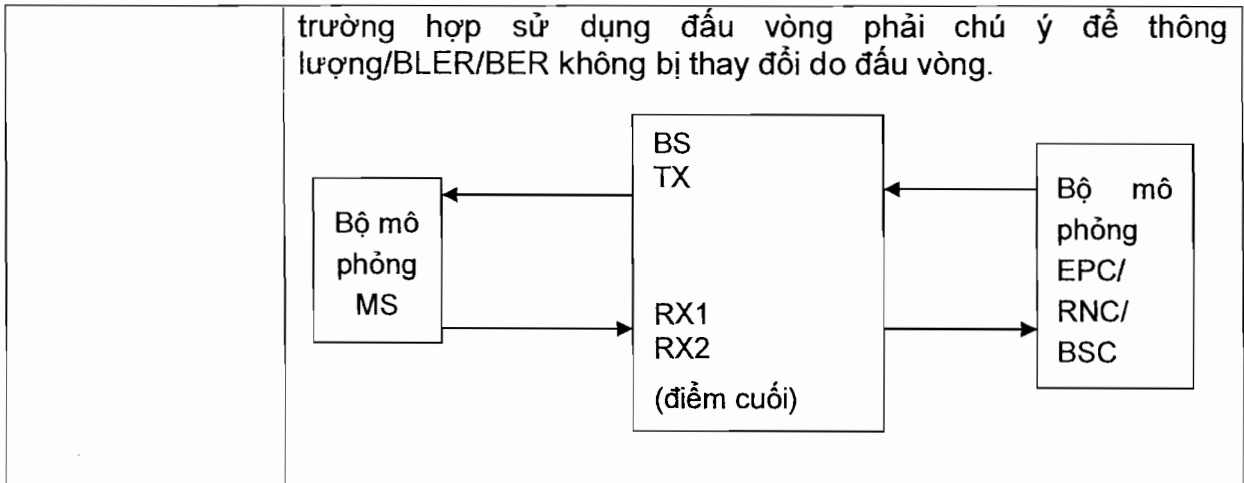 trường hợp sử dụng đấu vòng phải chú ý để thông
lượng/BLER/BER không bị thay đổi do đấu vòng.
Bộ mô
phỏng
MS
BS
TX
RX1
RX2
(điểm cuối)
Bộ mô
phỏng
EPC/
RNC/
BSC